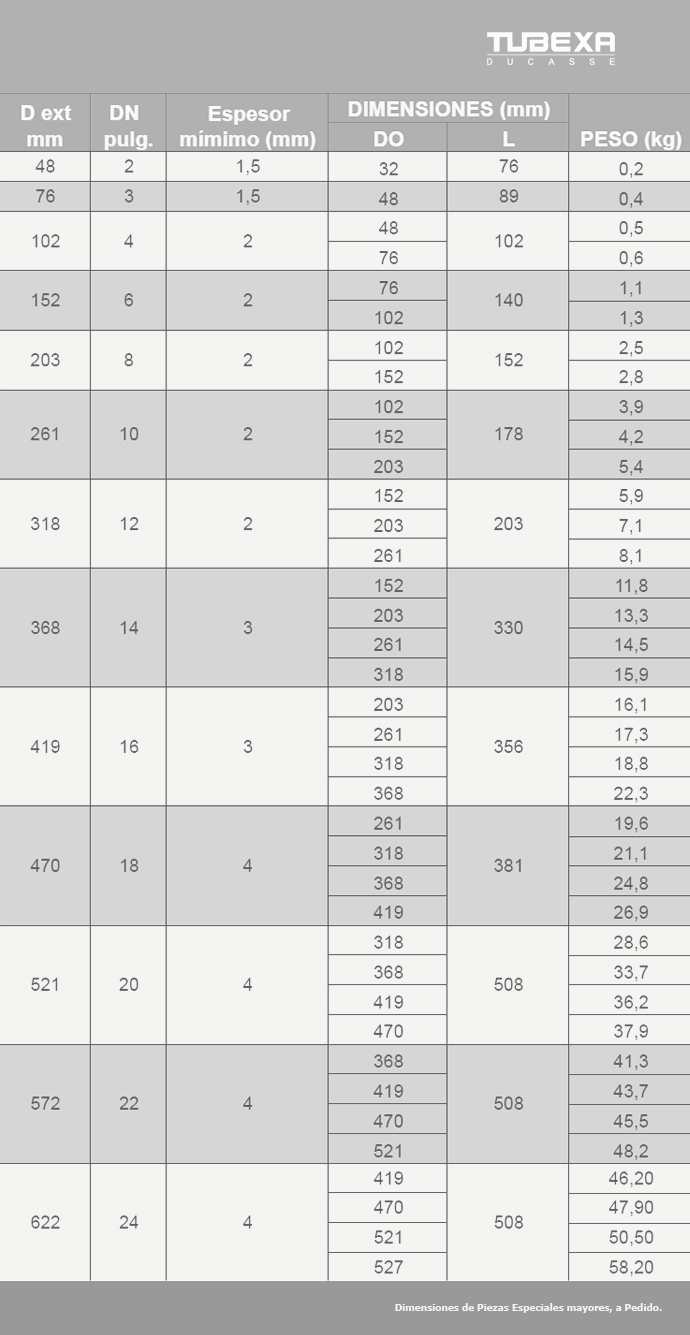 TUBEXA
DUCASSE
D ext mm DN pulg. Espesor mímimo (mm) DIMENSIONES (mm) DO L PESO (kg)
48 2 1,5 32 76 0,2
76 3 1,5 48 89 0,4
102 4 2 48 102 0,5
76 0,6
152 6 2 76 140 1,1
102 1,3
203 8 2 102 152 2,5
152 2,8
261 10 2 102 178 3,9
152 4,2
203 5,4
318 12 2 152 203 5,9
203 7,1
261 8,1
368 14 3 152 330 11,8
203 13,3
261 14,5
318 15,9
419 16 3 203 356 16,1
261 17,3
318 18,8
368 22,3
470 18 4 261 381 19,6
318 21,1
368 24,8
419 26,9
521 20 4 318 508 28,6
368 33,7
419 36,2
470 37,9
572 22 4 368 508 41,3
419 43,7
470 45,5
521 48,2
622 24 4 419 508 46,20
470 47,90
521 50,50
527 58,20
Dimensiones de Piezas Especiales mayores, a Pedido.